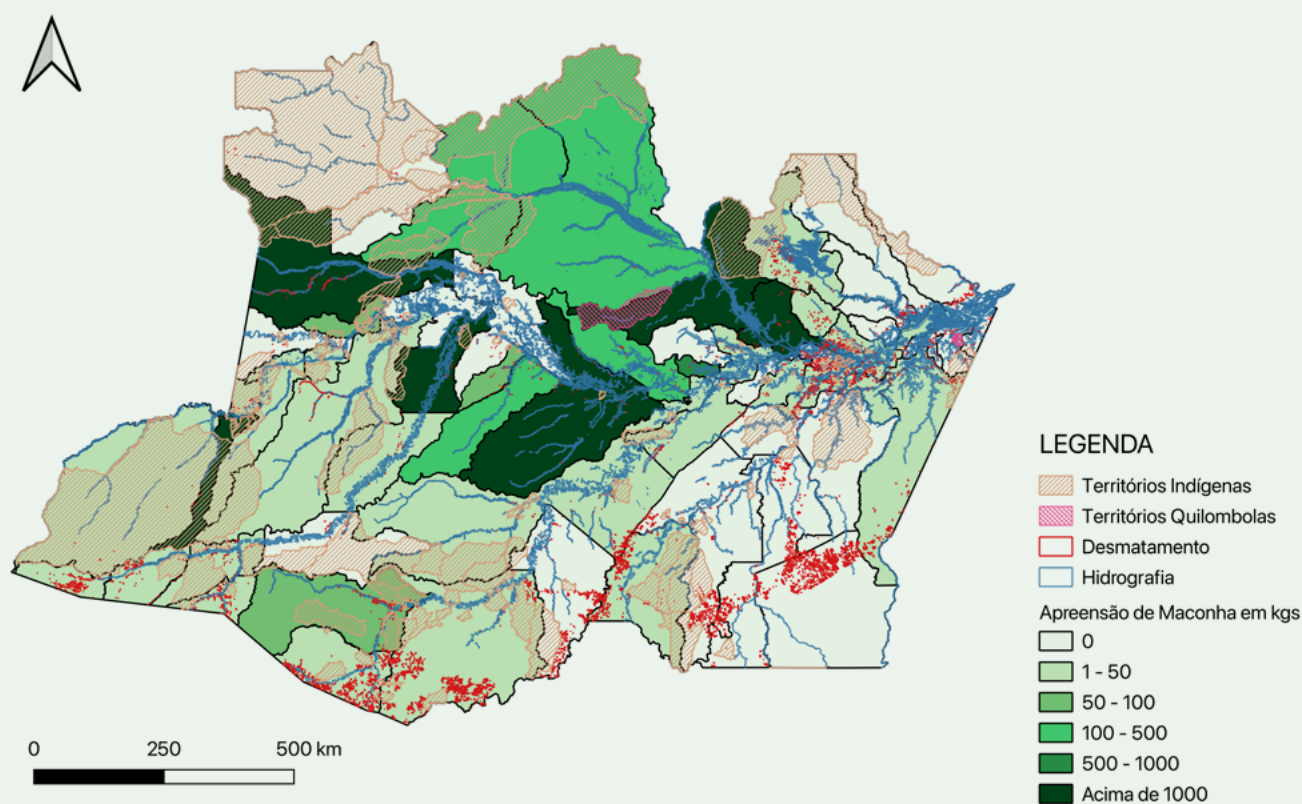 LEGENDA
Territórios Indígenas
Territórios Quilombolas
Desmatamento
Hidrografia
Apreensão de Maconha em kgs
0
1 - 50
50 - 100
100 - 500
500 - 1000
Acima de 1000
0 250 500 km